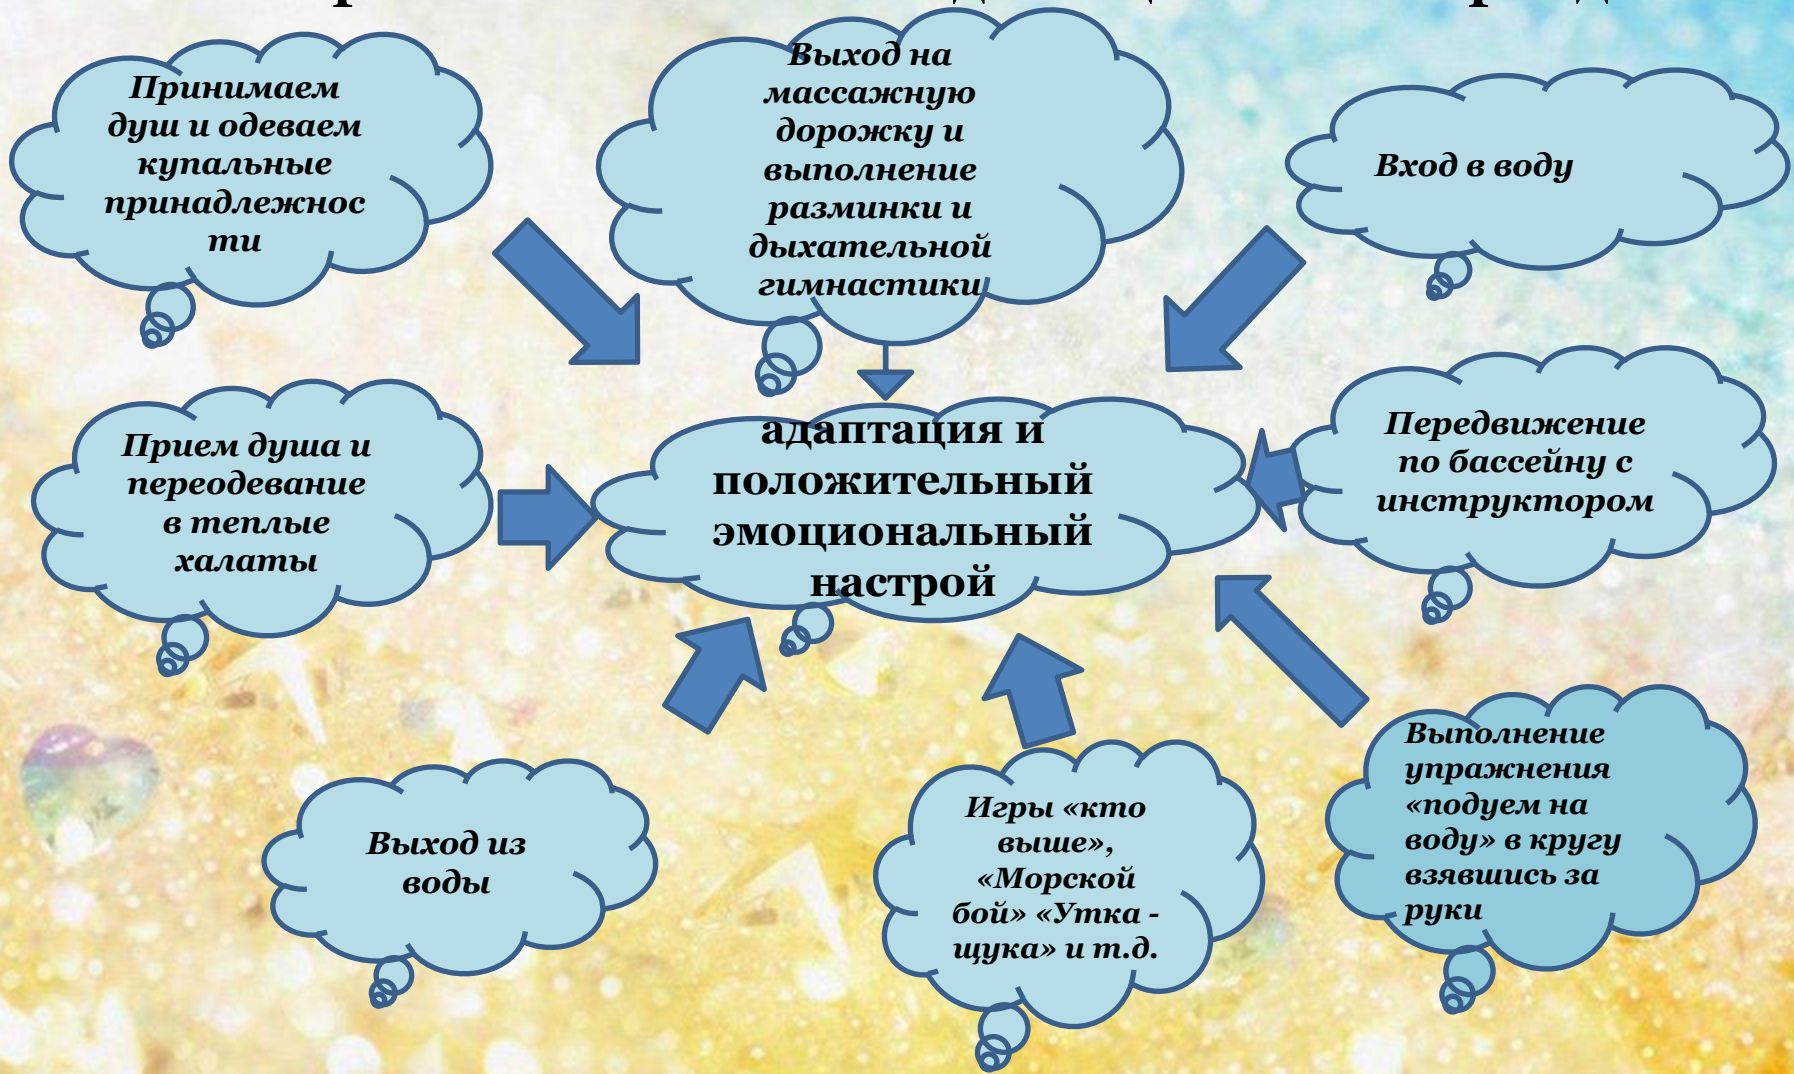 Принимаем
душ и одеваем
купальные
принадлежнос
ти
Выход на
массажную
дорожку и
выполнение
разминки и
дыхательной
гимнастики
Вход в воду
Прием душа и
переодевание
в теплые
халаты
адаптация и
положительный
эмоциональный
настрой
Передвижение
по бассейну с
инструктором
Выход из
воды
Игры «кто
выше»,
«Морской
бой» «Утка -
щука» и т.д.
Выполнение
упражнения
«подуем на
воду» в кругу
взявшись за
руки